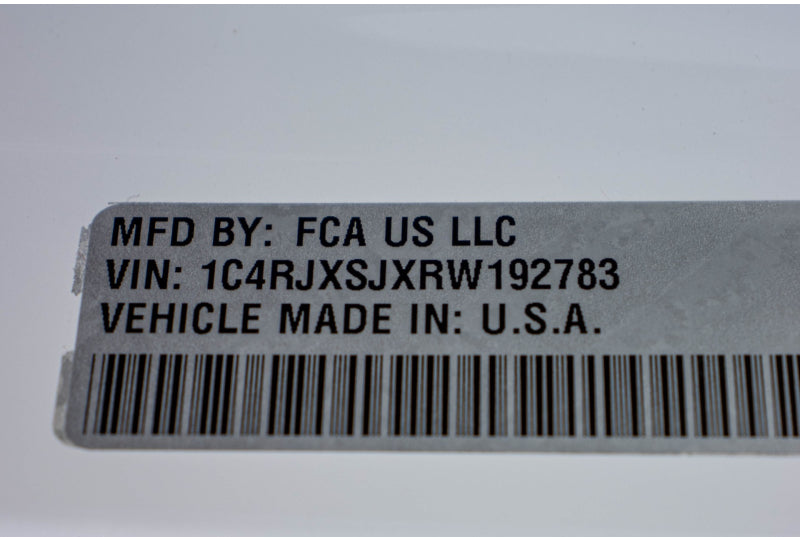 MFD BY: FCA US LLC
VIN: 1C4RJXSJXRW192783
VEHICLE MADE IN: U.S.A.